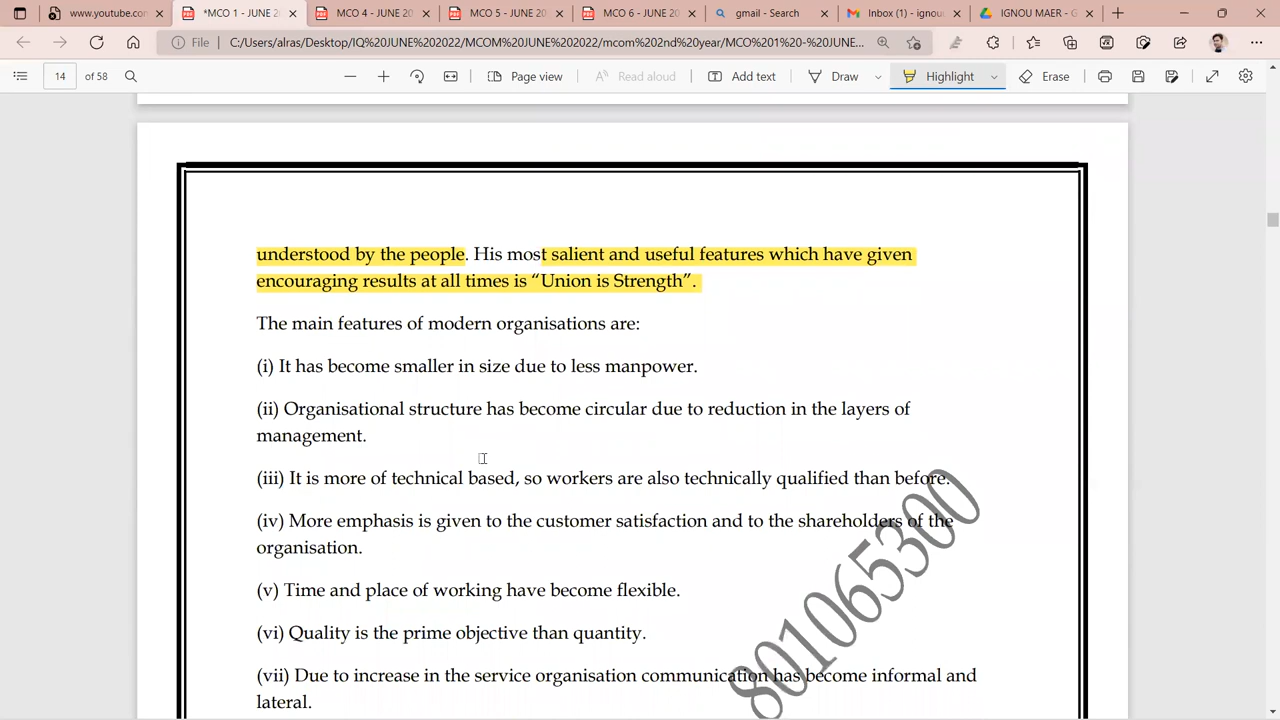 www.youtube.com
*MCO 1 - JUNE 20
MCO 4 - JUNE 20
MCO 5 - JUNE 20
MCO 6 - JUNE 20
gmail - Search
Inbox (1) - ignou
IGNOU MAER - G
File
C:/Users/alras/Desktop/IQ%20JUNE%202022/MCOM%20JUNE%202022/mcom%202nd%20year/MCO%201%20-%20JUNE...
14 of 58
Page view
Read aloud
Add text
Draw
Highlight
Erase
understood by the people. His most salient and useful features which have given
encouraging results at all times is “Union is Strength”.
The main features of modern organisations are:
(i) It has become smaller in size due to less manpower.
(ii) Organisational structure has become circular due to reduction in the layers of
management.
(iii) It is more of technical based, so workers are also technically qualified than before.
(iv) More emphasis is given to the customer satisfaction and to the shareholders of the
organisation.
(v) Time and place of working have become flexible.
(vi) Quality is the prime objective than quantity.
(vii) Due to increase in the service organisation communication has become informal and
lateral.
801065300